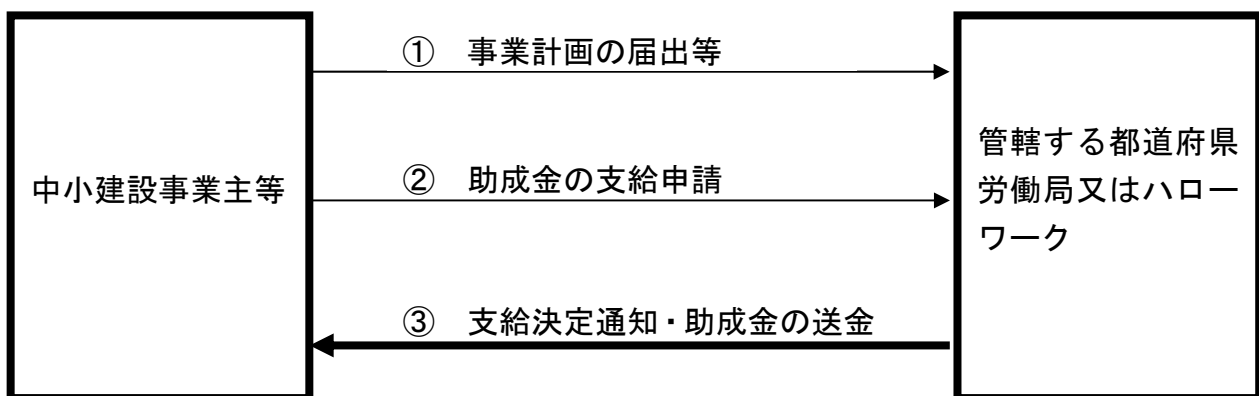 ① 事業計画の届出等
中小建設事業主等
② 助成金の支給申請
管轄する都道府県
労働局又はハロー
ワーク
③ 支給決定通知・助成金の送金